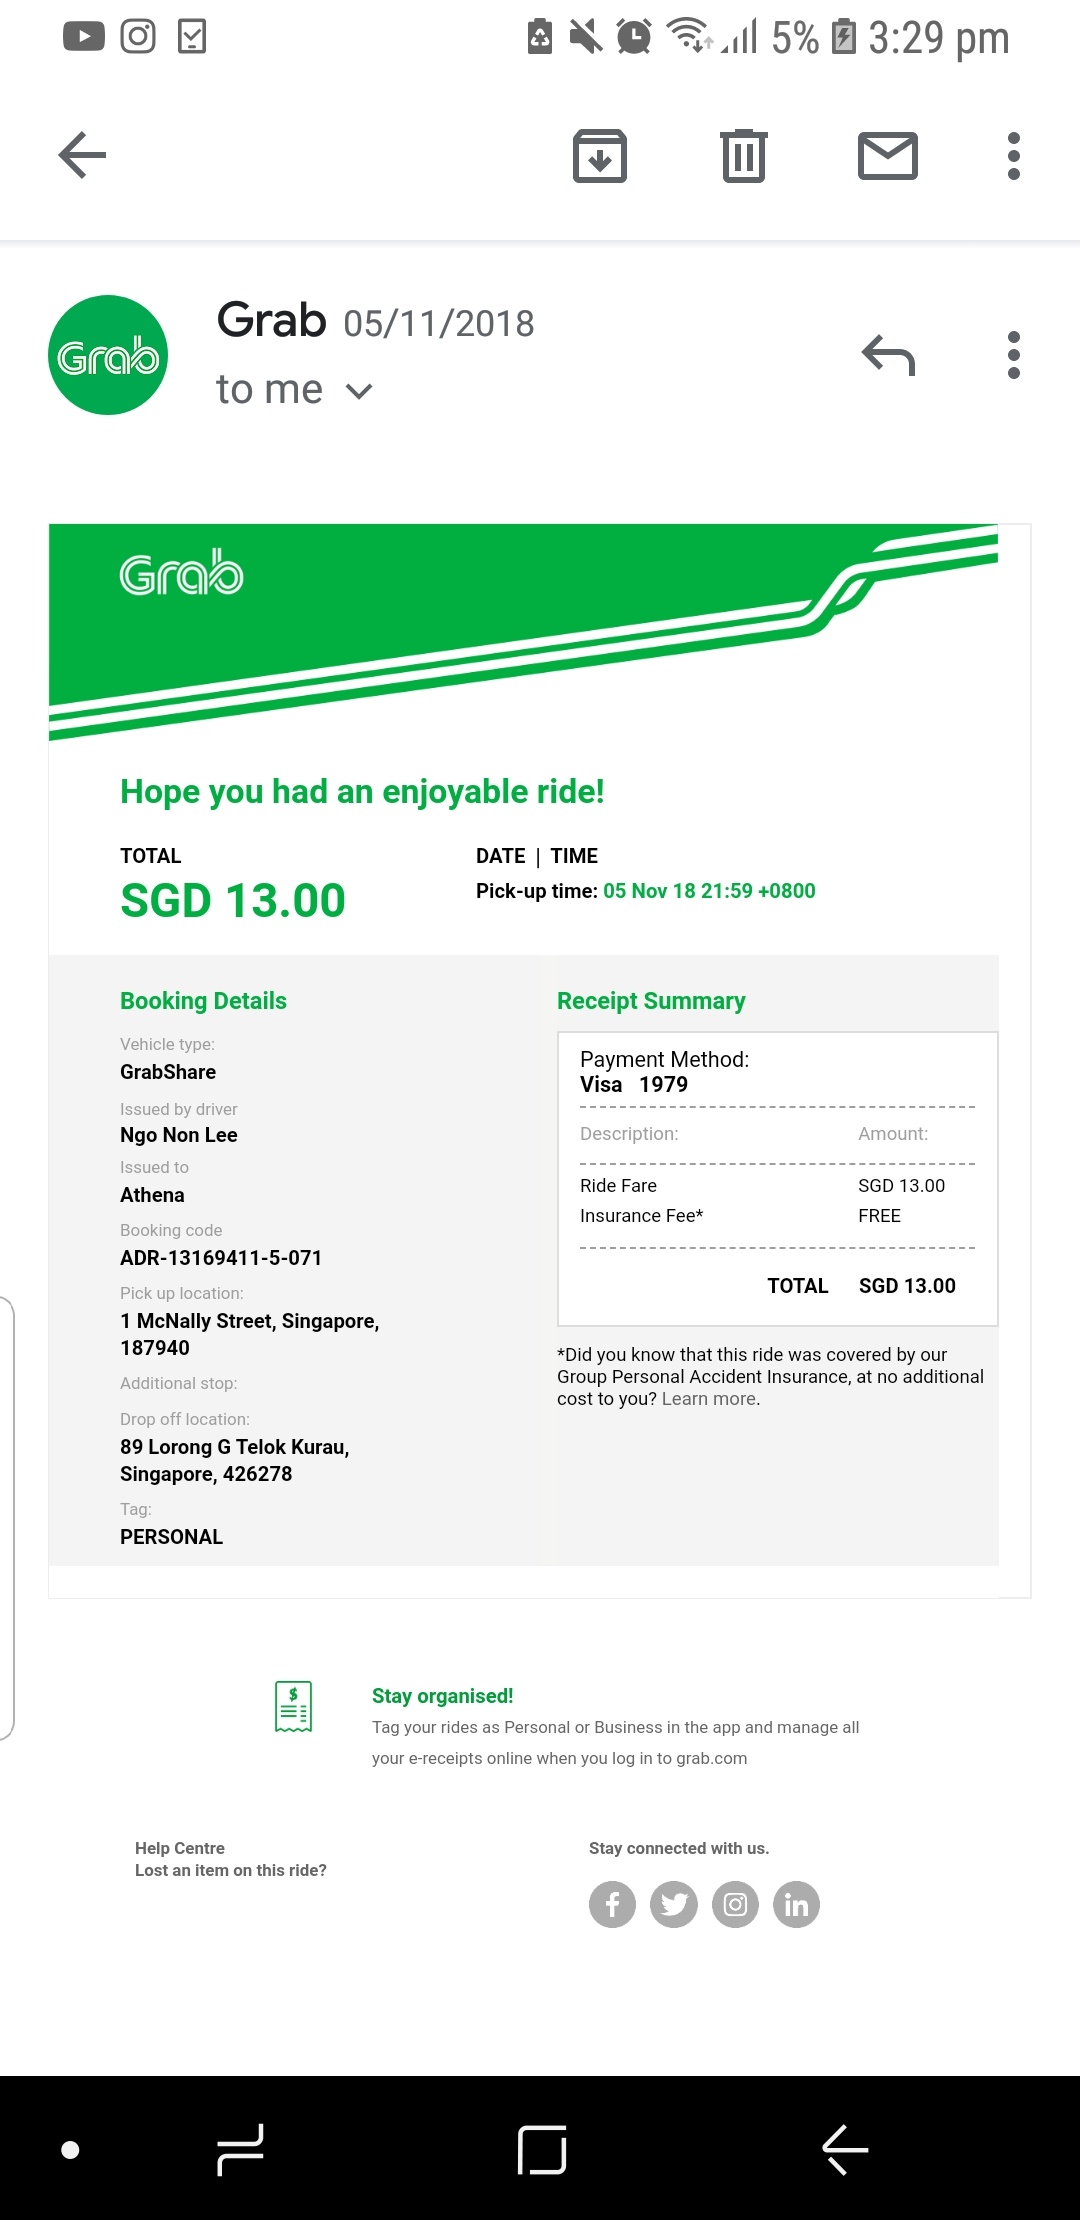 5% 3:29 pm
Grab 05/11/2018
Grab
to me
Grab
Hope you had an enjoyable ride!
TOTAL
SGD 13.00
DATE | TIME
Pick-up time: 05 Nov 18 21:59 +0800
Booking Details
Vehicle type:
GrabShare
Issued by driver
Ngo Non Lee
Issued to
Athena
Booking code
ADR-13169411-5-071
Pick up location:
1 McNally Street, Singapore,
187940
Additional stop:
Drop off location:
89 Lorong G Telok Kurau,
Singapore, 426278
Tag:
PERSONAL
Receipt Summary
Payment Method:
Visa 1979
Description: Amount:
Ride Fare SGD 13.00
Insurance Fee* FREE
TOTAL SGD 13.00
*Did you know that this ride was covered by our
Group Personal Accident Insurance, at no additional
cost to you? Learn more.
$
Stay organised!
Tag your rides as Personal or Business in the app and manage all
your e-receipts online when you log in to grab.com
Help Centre
Lost an item on this ride?
Stay connected with us.
f
in